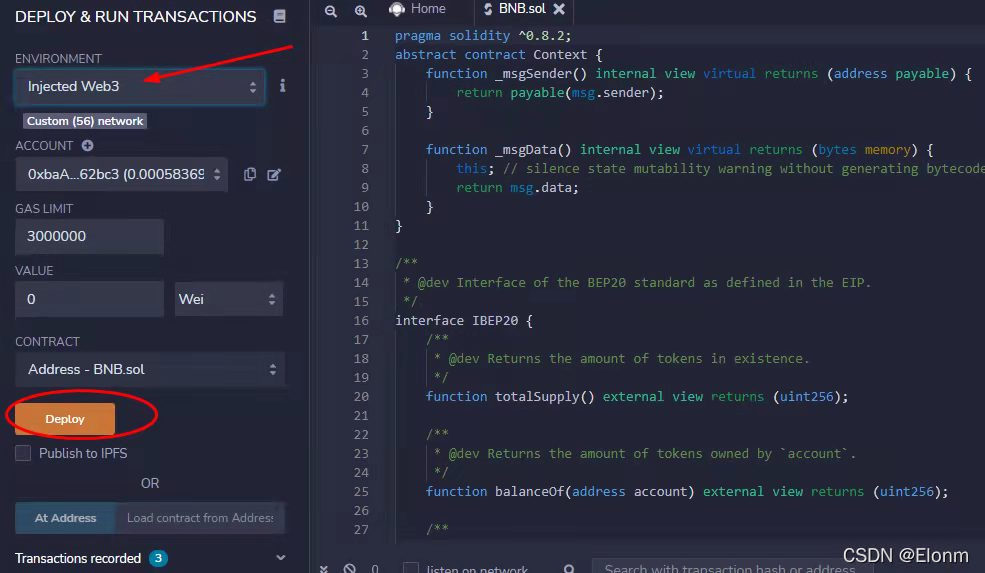 DEPLOY & RUN TRANSACTIONS
ENVIRONMENT
Injected Web3
Custom (56) network
ACCOUNT
0xbaA...62bc3 (0.00058369
GAS LIMIT
3000000
VALUE
0
Wei
CONTRACT
Address - BNB.sol
Deploy
Publish to IPFS
OR
At Address
Load contract from Address
Transactions recorded 3
Home
BNB.sol
1 pragma solidity ^0.8.2;
2 abstract contract Context {
3 function _msgSender() internal view virtual returns (address payable) {
4 return payable(msg.sender);
5 }
6
7 function _msgData() internal view virtual returns (bytes memory) {
8 this; // silence state mutability warning without generating bytecode
9 return msg.data;
10 }
11 }
12
13 /**
14 * @dev Interface of the BEP20 standard as defined in the EIP.
15 */
16 interface IBEP20 {
17 /**
18 * @dev Returns the amount of tokens in existence.
19 */
20 function totalSupply() external view returns (uint256);
21
22 /**
23 * @dev Returns the amount of tokens owned by `account`.
24 */
25 function balanceOf(address account) external view returns (uint256);
26
27 /**
0
listen on network
Search with transaction hash or address
CSDN @Elonm